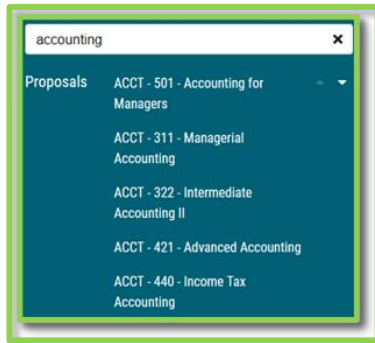 accounting
Proposals
ACCT - 501 - Accounting for
Managers
ACCT - 311 - Managerial
Accounting
ACCT - 322 - Intermediate
Accounting II
ACCT - 421 - Advanced Accounting
ACCT - 440 - Income Tax
Accounting